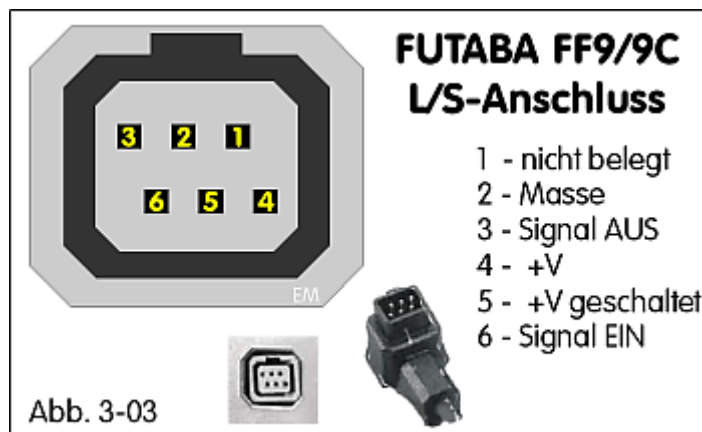 FUTABA FF9/9C
L/S-Anschluss
3 2 1
6 5 4
EM
1 - nicht belegt
2 - Masse
3 - Signal AUS
4 - +V
5 - +V geschaltet
6 - Signal EIN
Abb. 3-03